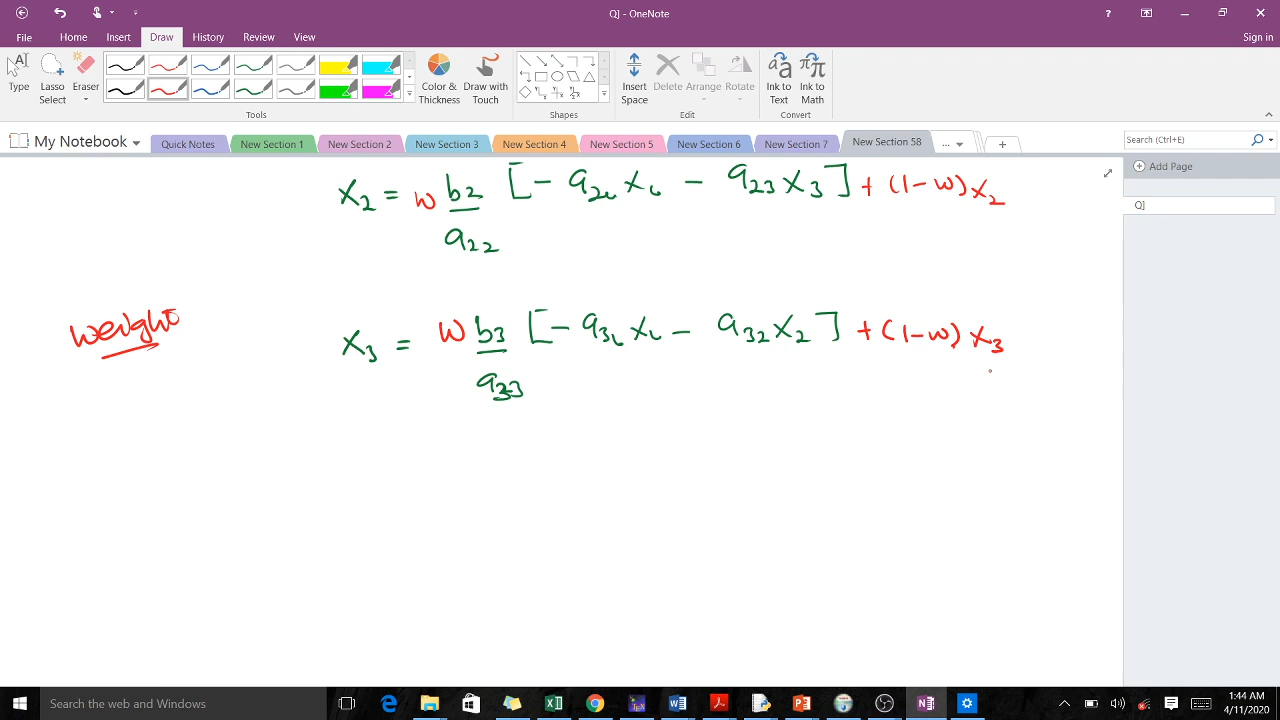 Q] - OneNote
File Home Insert Draw History Review View Sign in
Type Lasso Select Eraser Color & Thickness Draw with Touch Insert Space Delete Arrange Rotate Ink to Text Ink to Math
Tools Shapes Edit Convert
My Notebook Quick Notes New Section 1 New Section 2 New Section 3 New Section 4 New Section 5 New Section 6 New Section 7 New Section 58 ... + Search (Ctrl+E)
Add Page
Q]
x₂ = w b₂/a₂₂ [- a₂₁ x₁ - a₂₃ x₃] + (1-w) x₂
weight
x₃ = w b₃/a₃₃ [- a₃₁ x₁ - a₃₂ x₂] + (1-w) x₃
Search the web and Windows
1:44 AM
4/11/2020